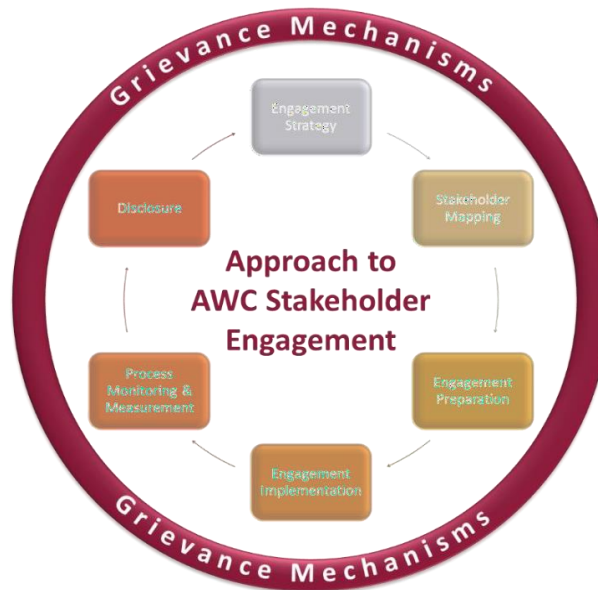 Grievance Mechanisms
Engagement
Strategy
Disclosure
Stakeholder
Mapping
Approach to
AWC Stakeholder
Engagement
Process
Monitoring &
Measurement
Engagement
Preparation
Engagement
Implementation
Grievance Mechanisms